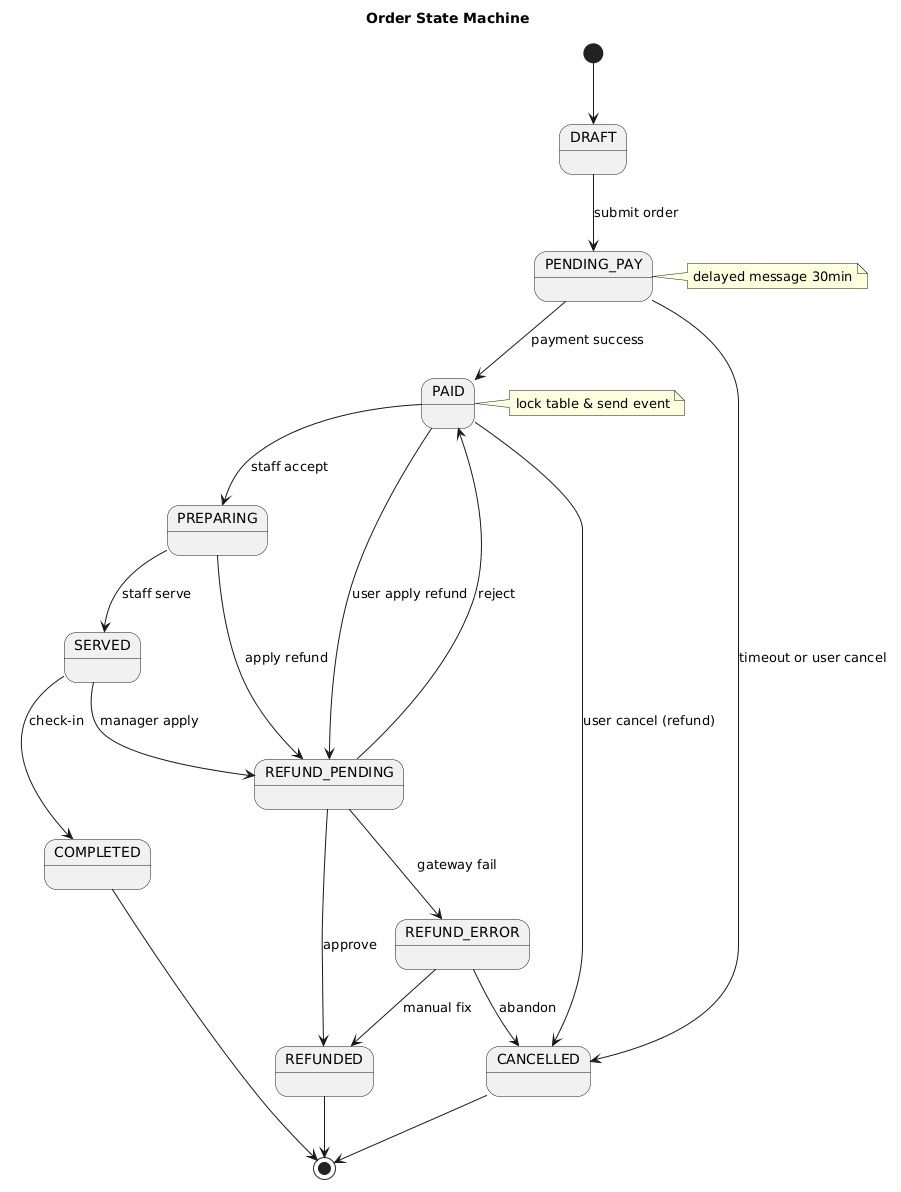 Order State Machine
DRAFT
submit order
PENDING_PAY
delayed message 30min
payment success
PAID
lock table & send event
staff accept
PREPARING
staff serve
user apply refund
reject
SERVED
apply refund
timeout or user cancel
check-in
manager apply
user cancel (refund)
REFUND_PENDING
COMPLETED
gateway fail
REFUND_ERROR
approve
manual fix
abandon
REFUNDED
CANCELLED